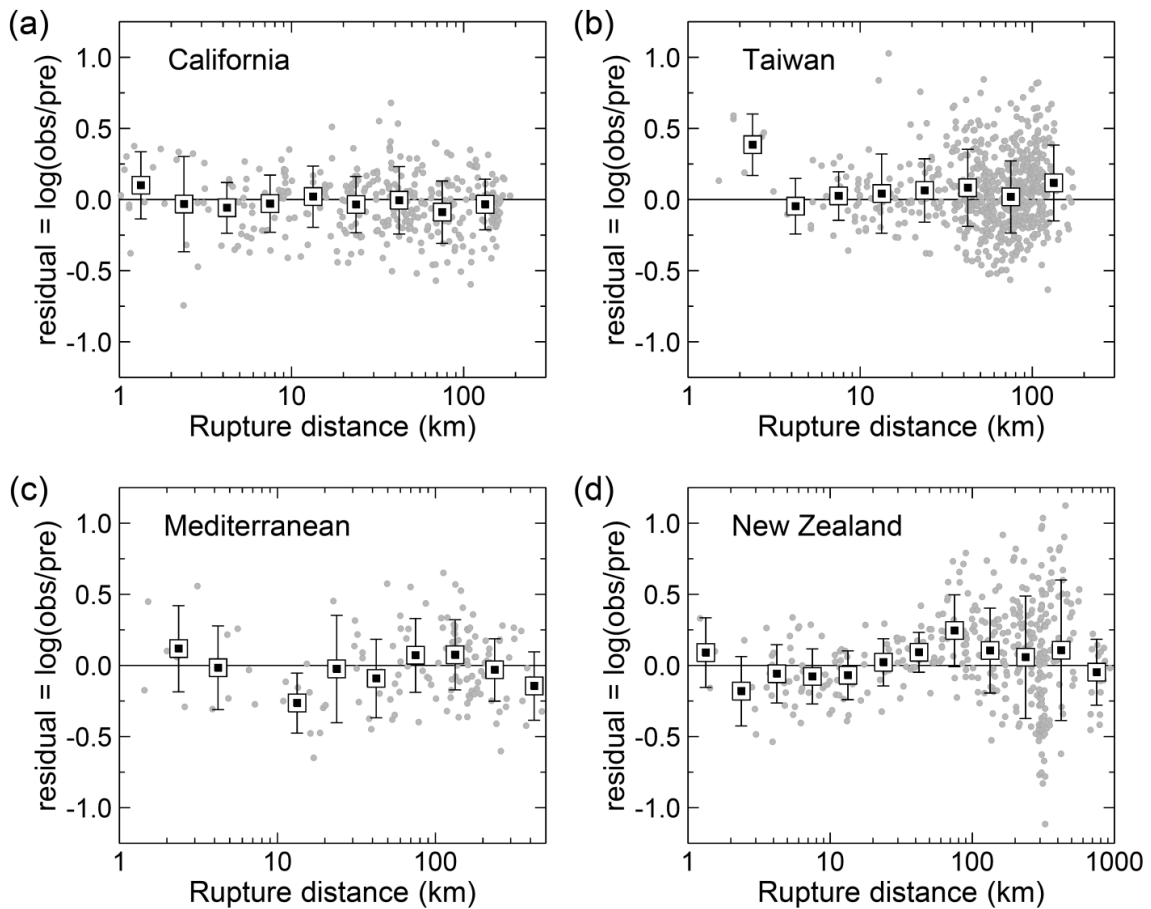 (a)
California
1.0
0.5
0.0
-0.5
-1.0
residual = log(obs/pre)
1 10 100
Rupture distance (km)
(b)
Taiwan
1.0
0.5
0.0
-0.5
-1.0
residual = log(obs/pre)
1 10 100
Rupture distance (km)
(c)
Mediterranean
1.0
0.5
0.0
-0.5
-1.0
residual = log(obs/pre)
1 10 100
Rupture distance (km)
(d)
New Zealand
1.0
0.5
0.0
-0.5
-1.0
residual = log(obs/pre)
1 10 100 1000
Rupture distance (km)